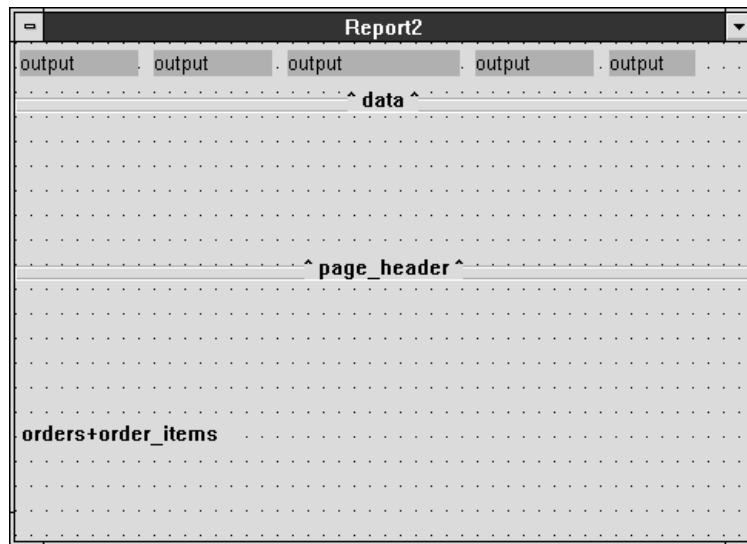 Report2
output output output output output
^ data ^
^ page_header ^
orders+order_items